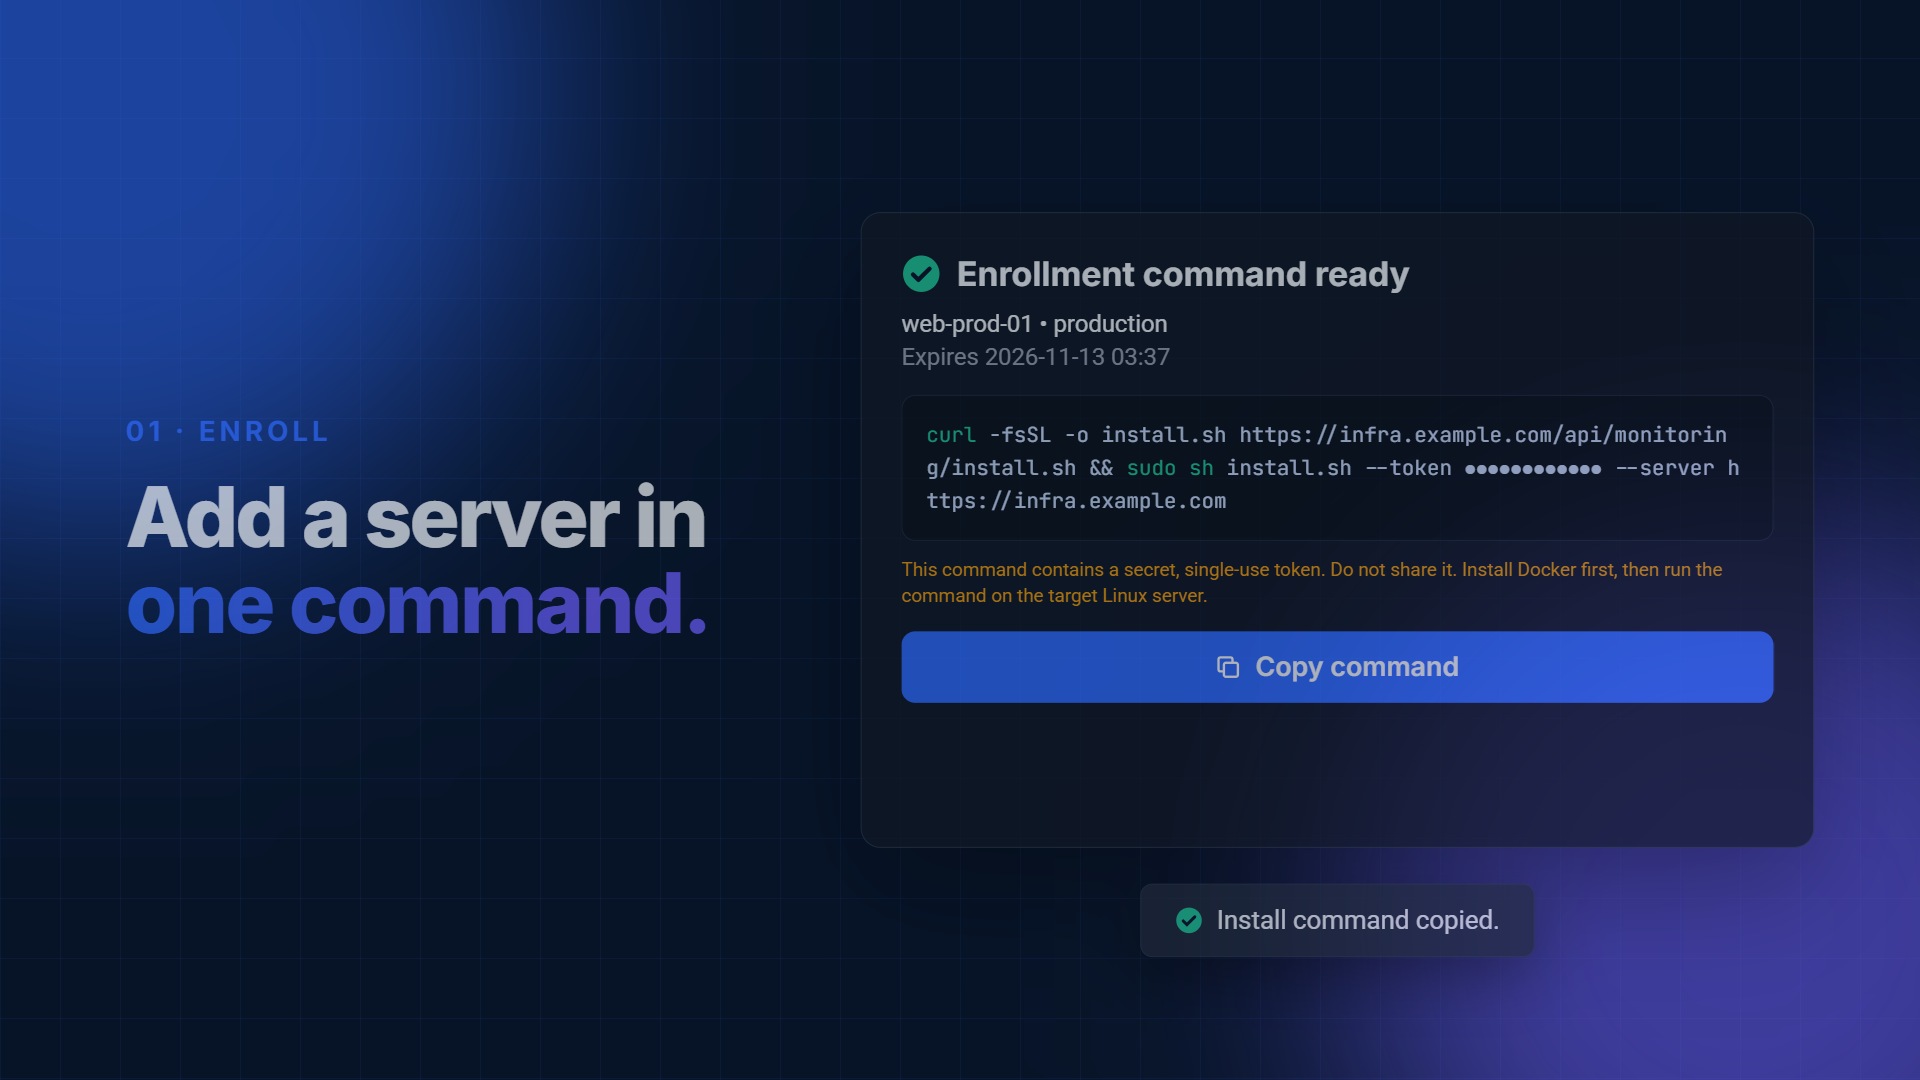 01 · ENROLL
Add a server in
one command.
Enrollment command ready
web-prod-01 • production
Expires 2026-11-13 03:37
curl -fsSL -o install.sh https://infra.example.com/api/monitorin
g/install.sh && sudo sh install.sh --token ●●●●●●●●●●●● --server h
ttps://infra.example.com
This command contains a secret, single-use token. Do not share it. Install Docker first, then run the
command on the target Linux server.
Copy command
Install command copied.